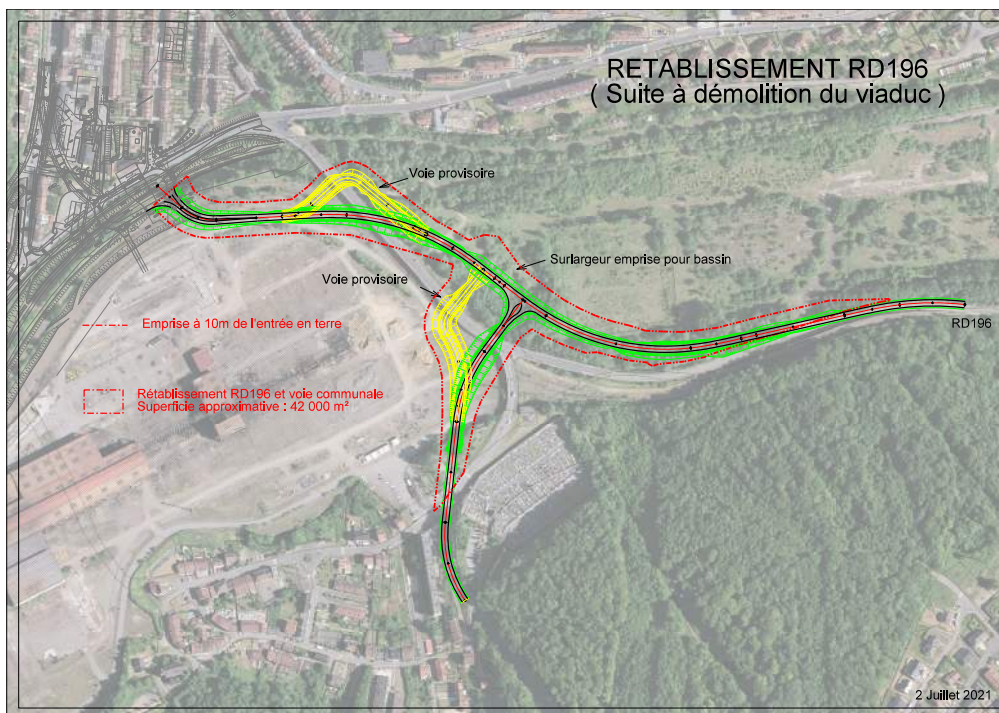 RETABLISSEMENT RD196
( Suite à démolition du viaduc )
Voie provisoire
Surlargeur emprise pour bassin
Voie provisoire
RD196
Emprise à 10m de l'entrée en terre
Rétablissement RD196 et voie communale
Superficie approximative : 42 000 m²
2 Juillet 2021